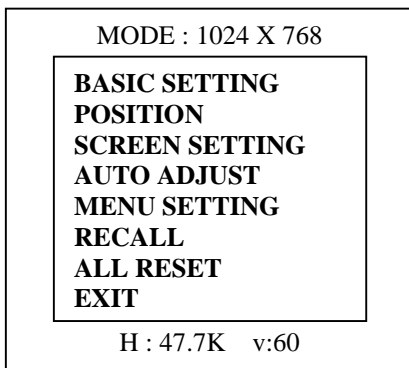 MODE : 1024 X 768
BASIC SETTING
POSITION
SCREEN SETTING
AUTO ADJUST
MENU SETTING
RECALL
ALL RESET
EXIT
H : 47.7K v:60